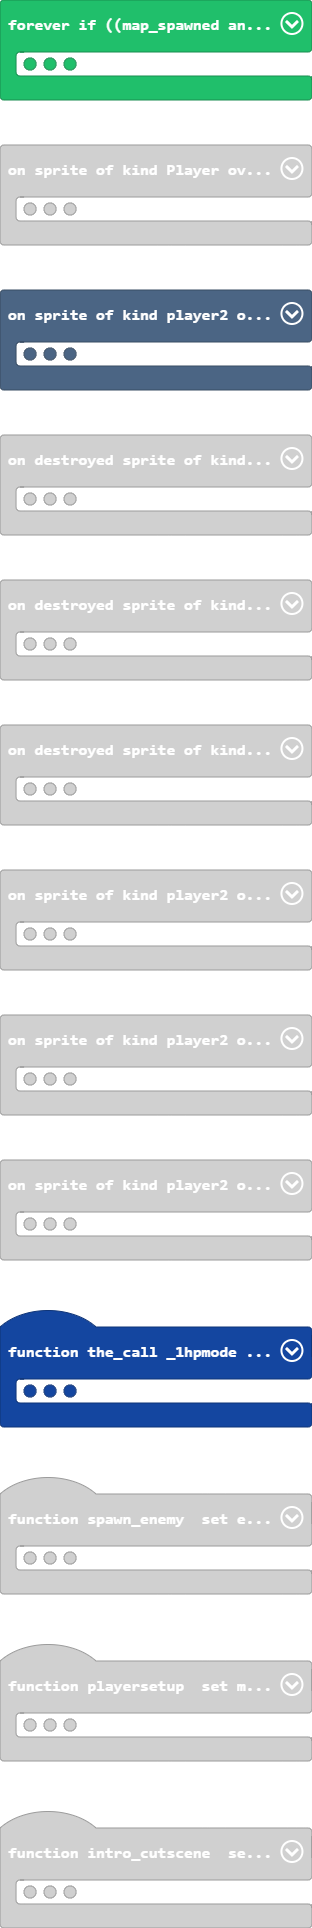 forever if ((map_spawned an...
on sprite of kind Player ov...
on sprite of kind player2 o...
on destroyed sprite of kind...
on destroyed sprite of kind...
on destroyed sprite of kind...
on sprite of kind player2 o...
on sprite of kind player2 o...
on sprite of kind player2 o...
function the_call _1hpmode ...
function spawn_enemy  set e...
function playersetup  set m...
function intro_cutscene  se...